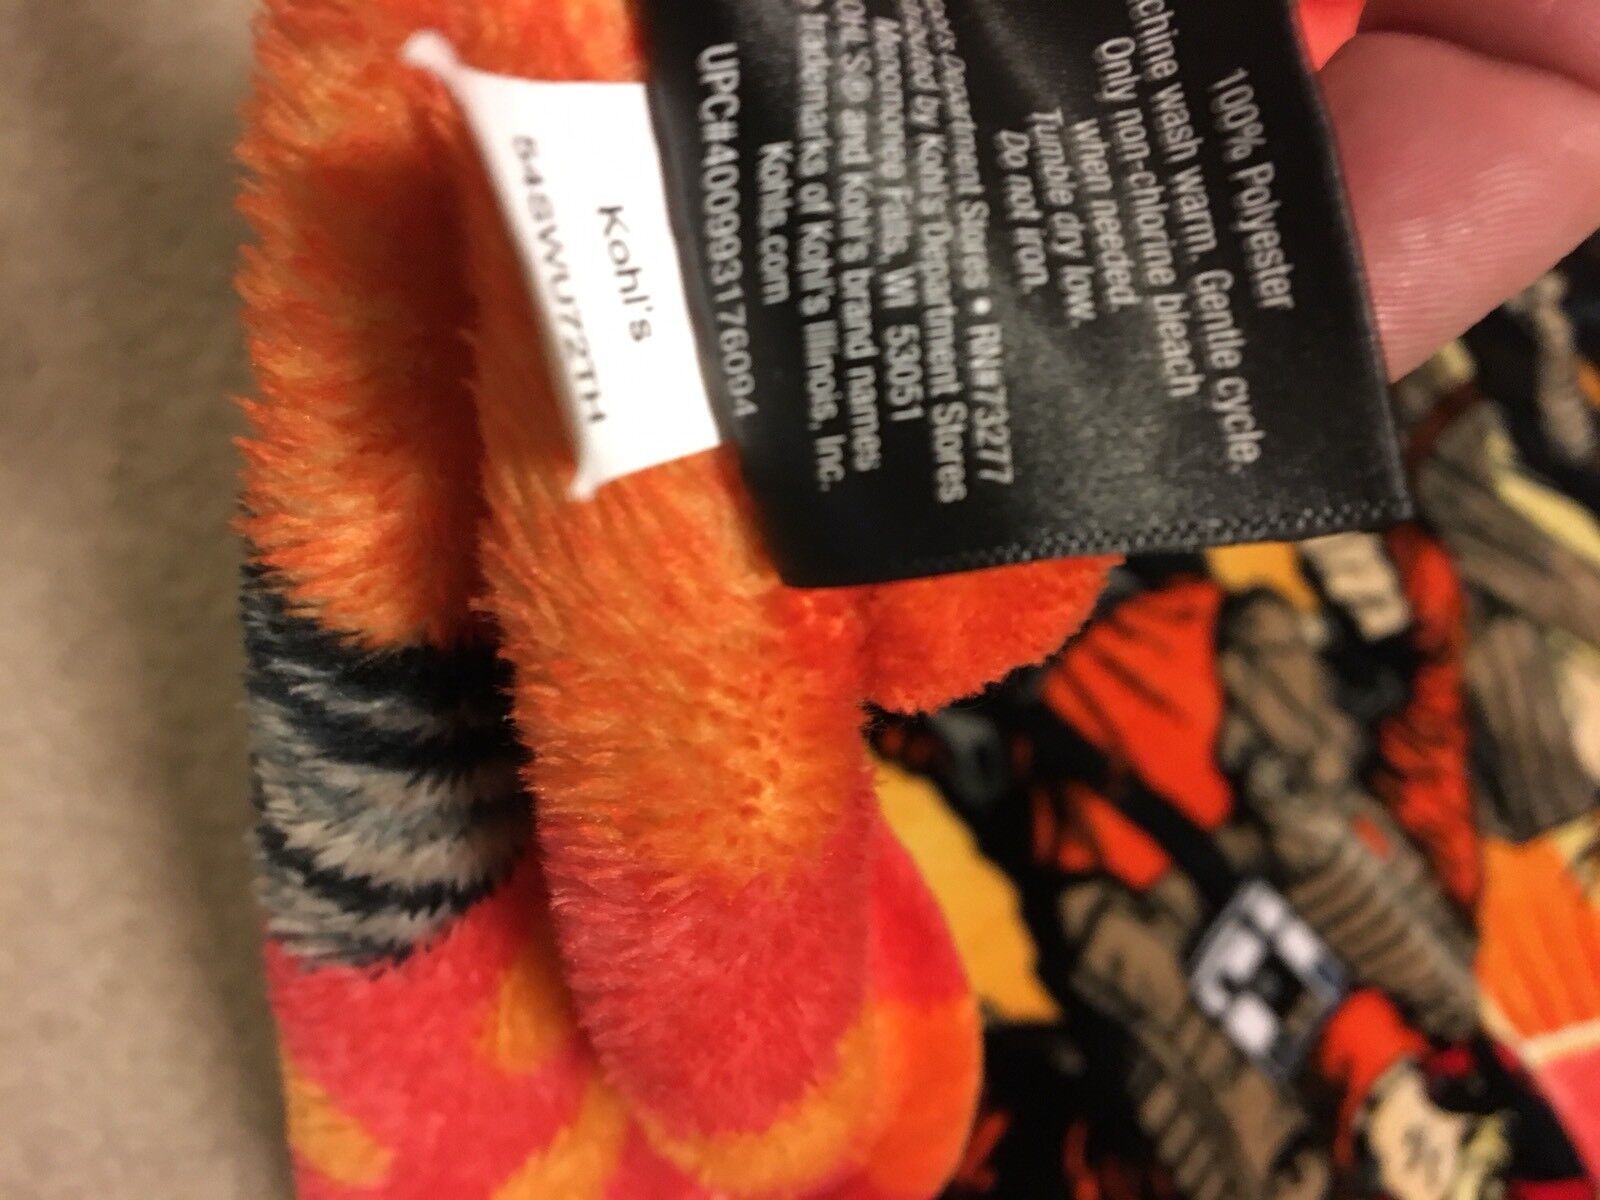 100% Polyester
chine wash warm. Gentle cycle.
Only non-chlorine bleach
when needed.
Tumble dry low.
Do not iron.
Department Stores • RN#73277
by Kohl's Department Stores
Menomonee Falls, WI 53051
and Kohl's brand names
trademarks of Kohl's Illinois, Inc.
Kohls.com
UPC#400993176094
Kohl's
548WU72TH